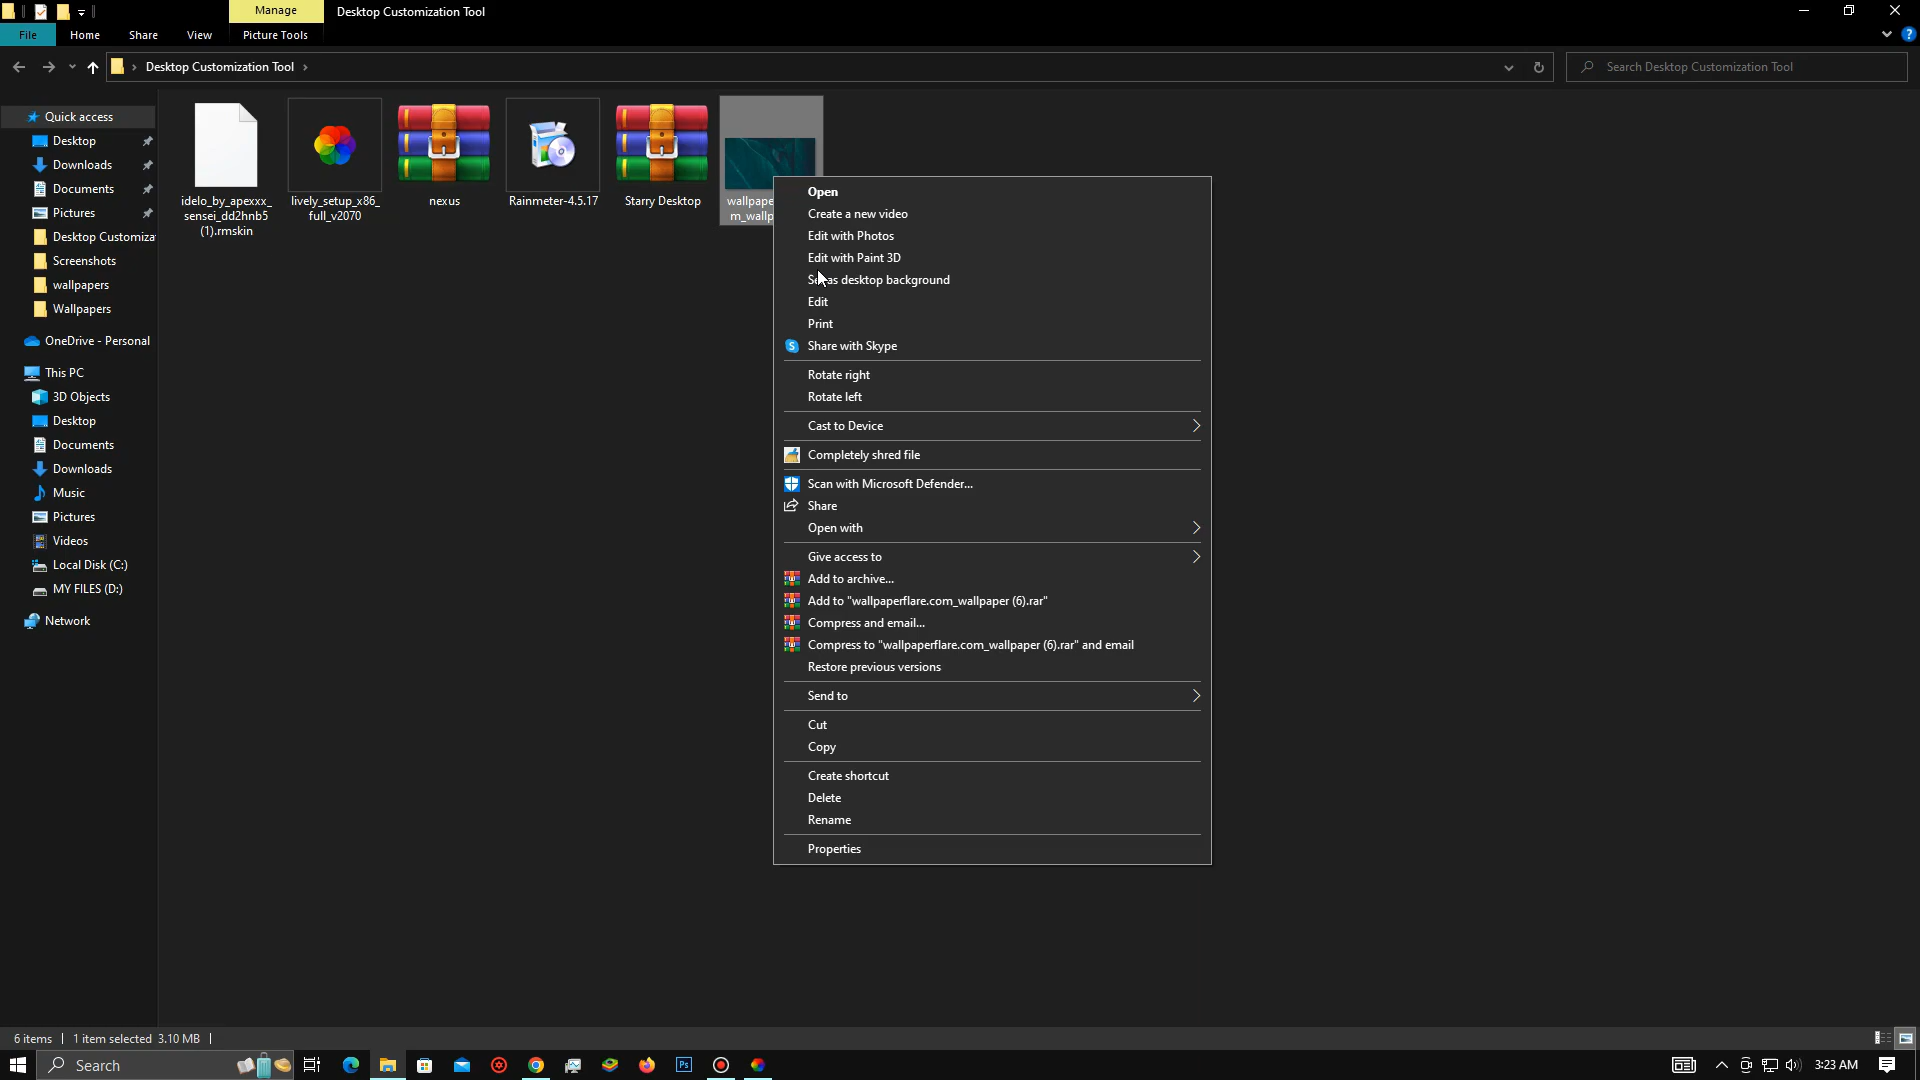 Manage
Desktop Customization Tool
File
Home
Share
View
Picture Tools
Desktop Customization Tool
Search Desktop Customization Tool
Quick access
Desktop
Downloads
Documents
Pictures
Desktop Customiza
Screenshots
wallpapers
Wallpapers
OneDrive - Personal
This PC
3D Objects
Desktop
Documents
Downloads
Music
Pictures
Videos
Local Disk (C:)
MY FILES (D:)
Network
idelo_by_apexxx_
sensei_dd2hnb5
(1).rmskin
lively_setup_x86_
full_v2070
nexus
Rainmeter-4.5.17
Starry Desktop
wallpape
m_wallp
Open
Create a new video
Edit with Photos
Edit with Paint 3D
as desktop background
Edit
Print
Share with Skype
Rotate right
Rotate left
Cast to Device
Completely shred file
Scan with Microsoft Defender...
Share
Open with
Give access to
Add to archive...
Add to "wallpaperflare.com_wallpaper (6).rar"
Compress and email...
Compress to "wallpaperflare.com_wallpaper (6).rar" and email
Restore previous versions
Send to
Cut
Copy
Create shortcut
Delete
Rename
Properties
6 items
1 item selected 3.10 MB
Search
Ps
3:23 AM